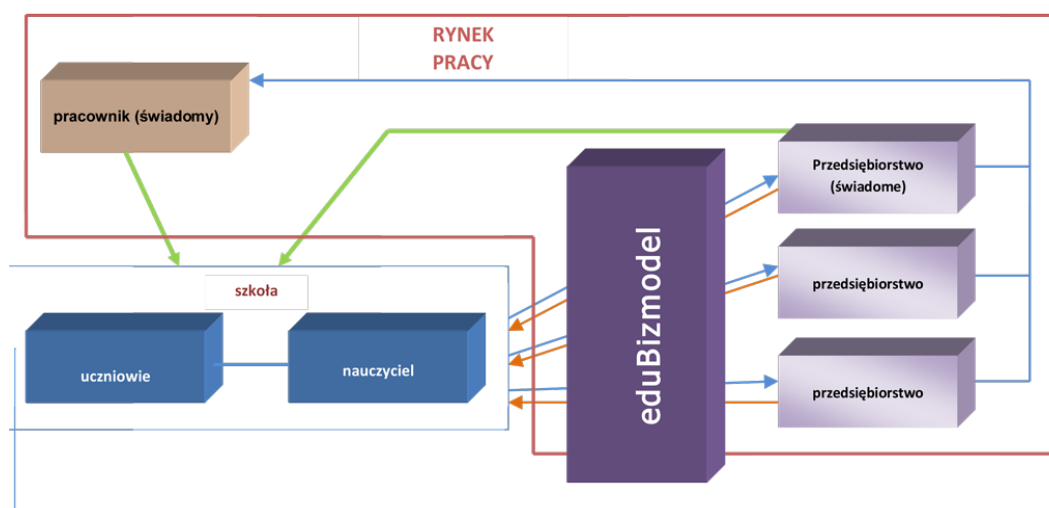 RYNEK
PRACY
pracownik (świadomy)
Przedsiębiorstwo
(świadome)
eduBizmodel
przedsiębiorstwo
szkoła
uczniowie
nauczyciel
przedsiębiorstwo